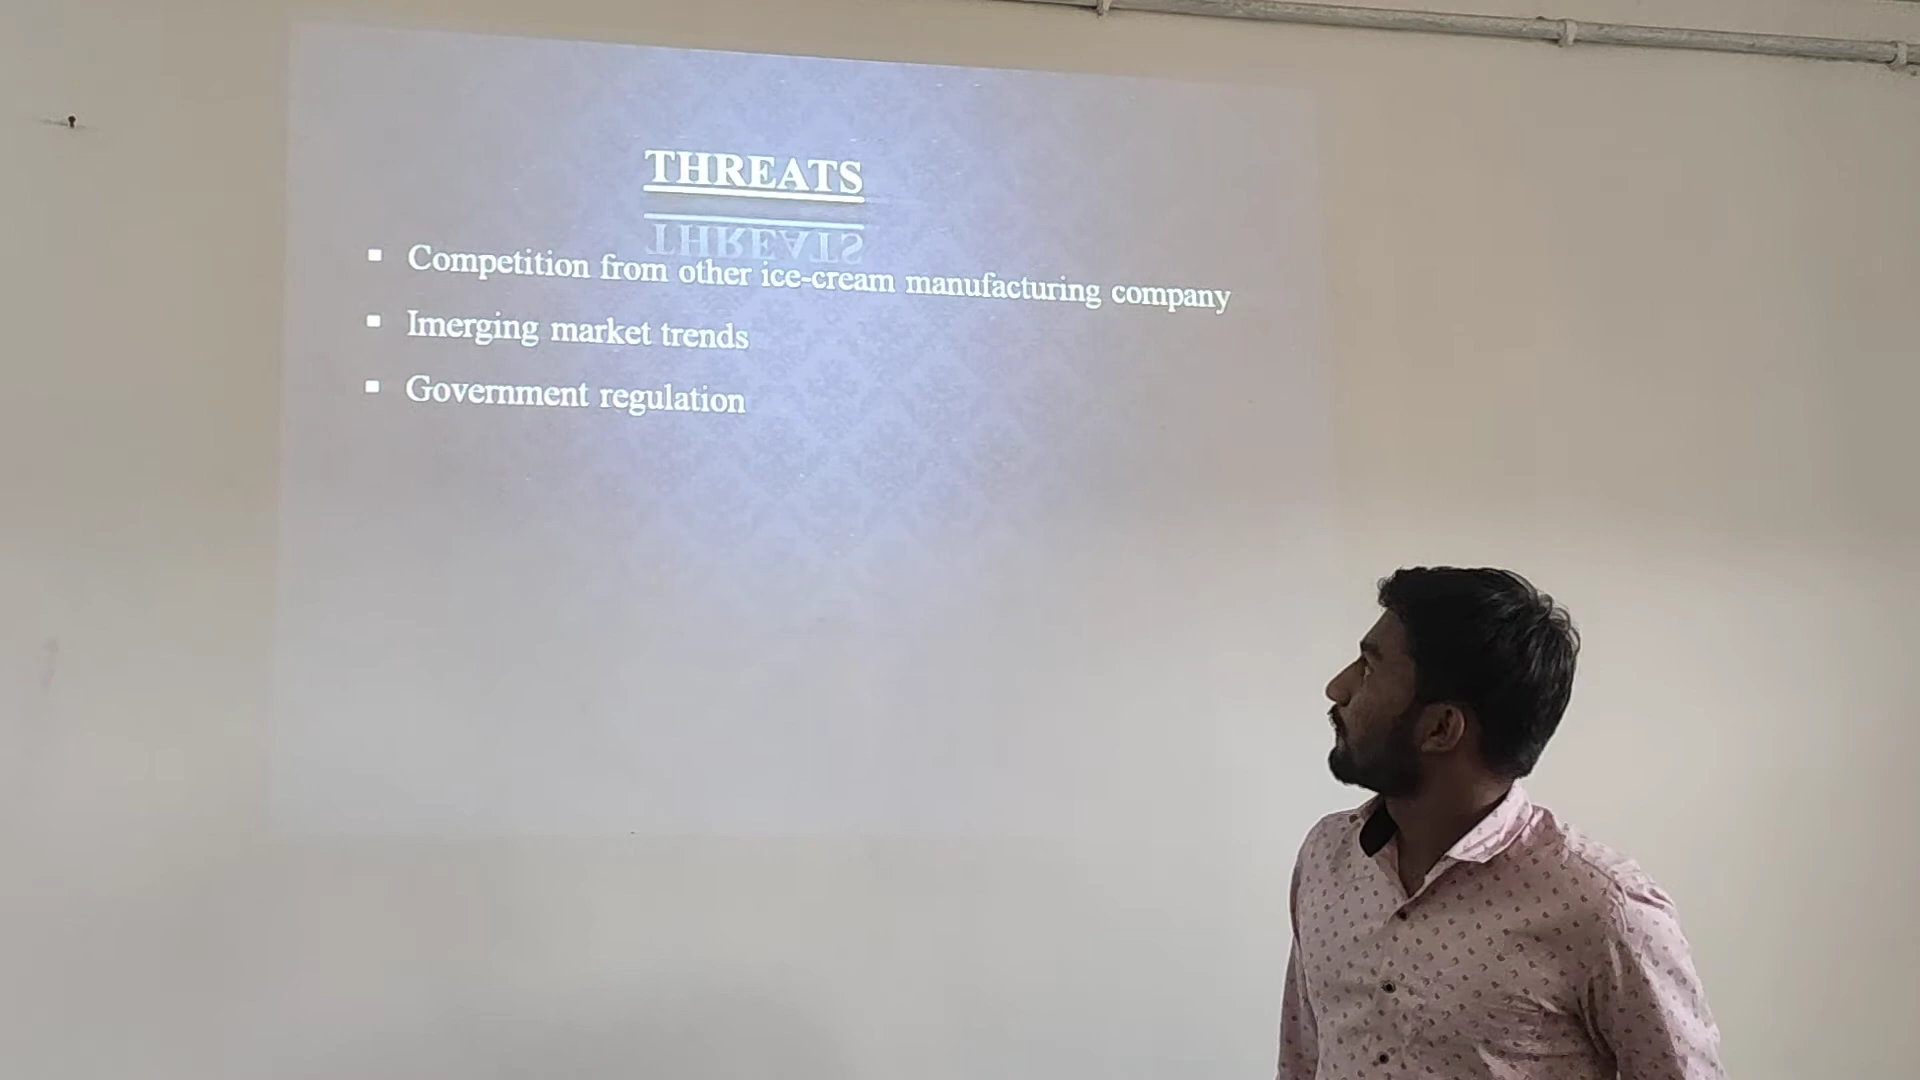 THREATS
▪ Competition from other ice-cream manufacturing company
▪ Imerging market trends
▪ Government regulation